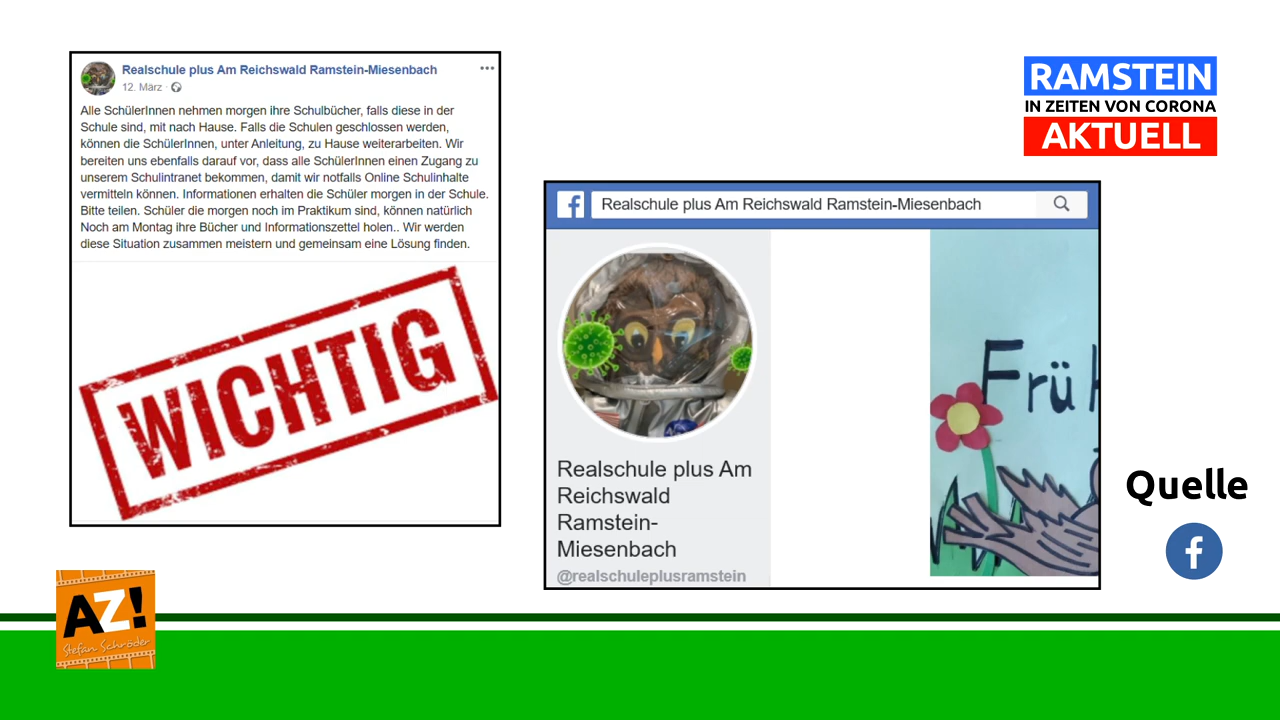 Realschule plus Am Reichswald Ramstein-Miesenbach
12. März
Alle SchülerInnen nehmen morgen ihre Schulbücher, falls diese in der
Schule sind, mit nach Hause. Falls die Schulen geschlossen werden,
können die SchülerInnen, unter Anleitung, zu Hause weiterarbeiten. Wir
bereiten uns ebenfalls darauf vor, dass alle SchülerInnen einen Zugang zu
unserem Schulintranet bekommen, damit wir notfalls Online Schulinhalte
vermitteln können. Informationen erhalten die Schüler morgen in der Schule.
Bitte teilen. Schüler die morgen noch im Praktikum sind, können natürlich
Noch am Montag ihre Bücher und Informationszettel holen.. Wir werden
diese Situation zusammen meistern und gemeinsam eine Lösung finden.
WICHTIG
RAMSTEIN
IN ZEITEN VON CORONA
AKTUELL
Realschule plus Am Reichswald Ramstein-Miesenbach
Früh
Realschule plus Am
Reichswald
Ramstein-
Miesenbach
@realschuleplusramstein
Quelle
AZ!
Stefan Schröder